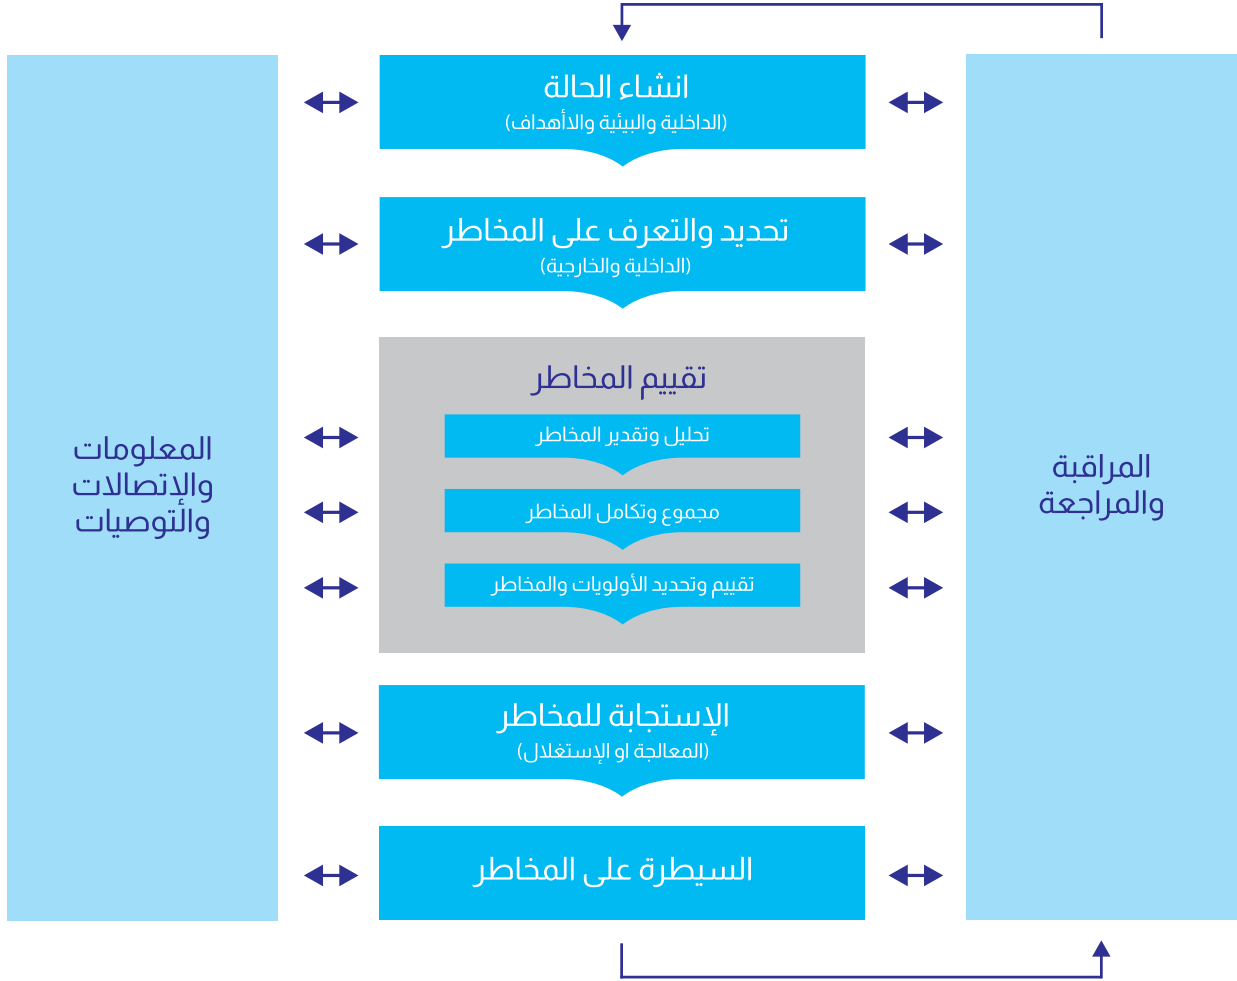 انشاء الحالة
(الداخلية والبيئية والاأهداف)
تحديد والتعرف على المخاطر
(الداخلية والخارجية)
تقييم المخاطر
تحليل وتقدير المخاطر
مجموع وتكامل المخاطر
تقييم وتحديد الأولويات والمخاطر
الإستجابة للمخاطر
(المعالجة او الإستغلال)
السيطرة على المخاطر
المراقبة
والمراجعة
المعلومات
والإتصالات
والتوصيات